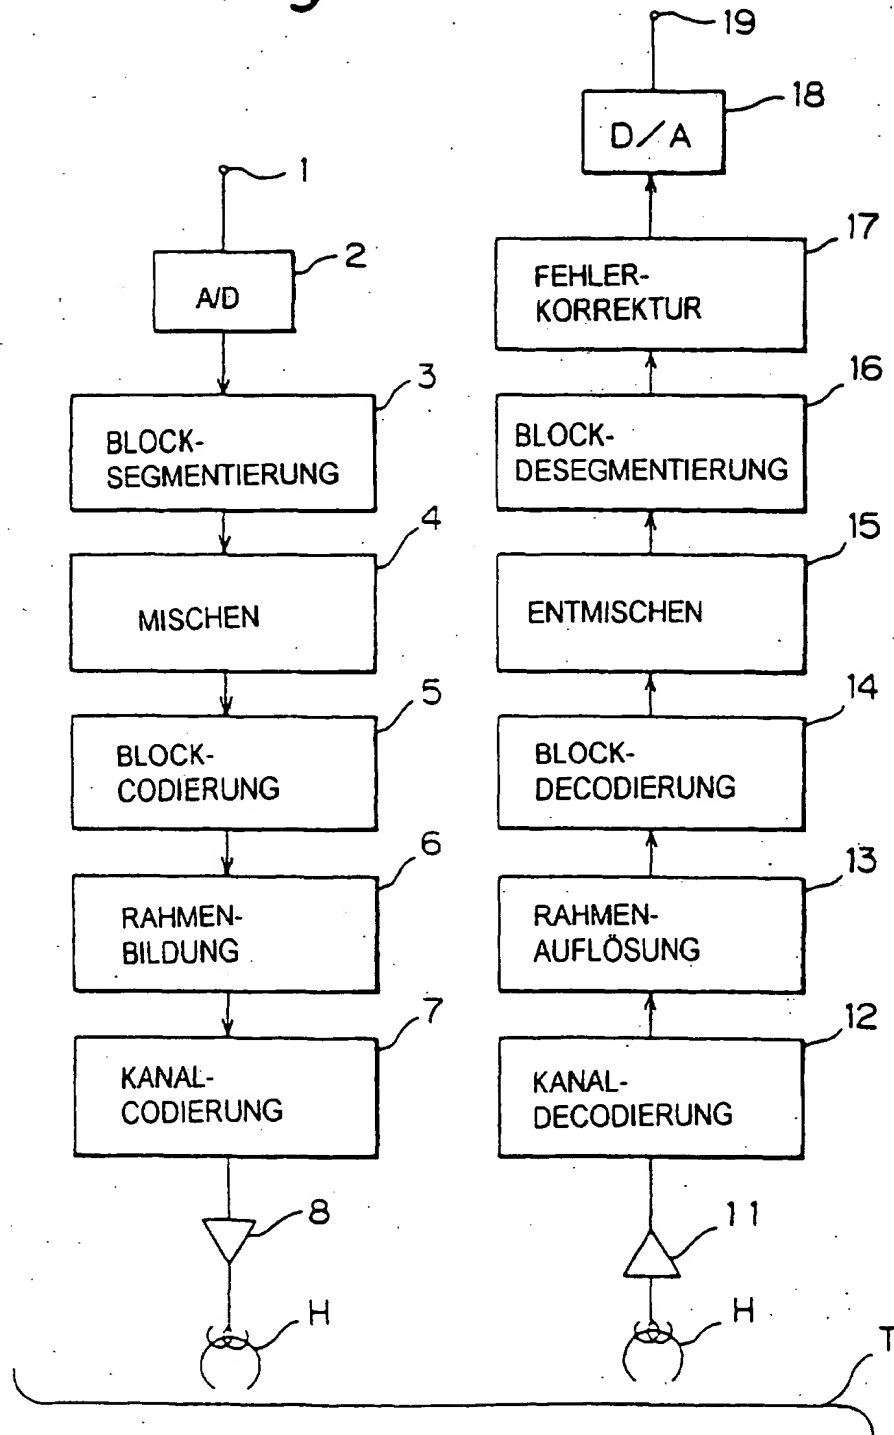 1
2
A/D
3
BLOCK-
SEGMENTIERUNG
4
MISCHEN
5
BLOCK-
CODIERUNG
6
RAHMEN-
BILDUNG
7
KANAL-
CODIERUNG
8
H
19
18
D/A
17
FEHLER-
KORREKTUR
16
BLOCK-
DESEGMENTIERUNG
15
ENTMISCHEN
14
BLOCK-
DECODIERUNG
13
RAHMEN-
AUFLÖSUNG
12
KANAL-
DECODIERUNG
11
H
T